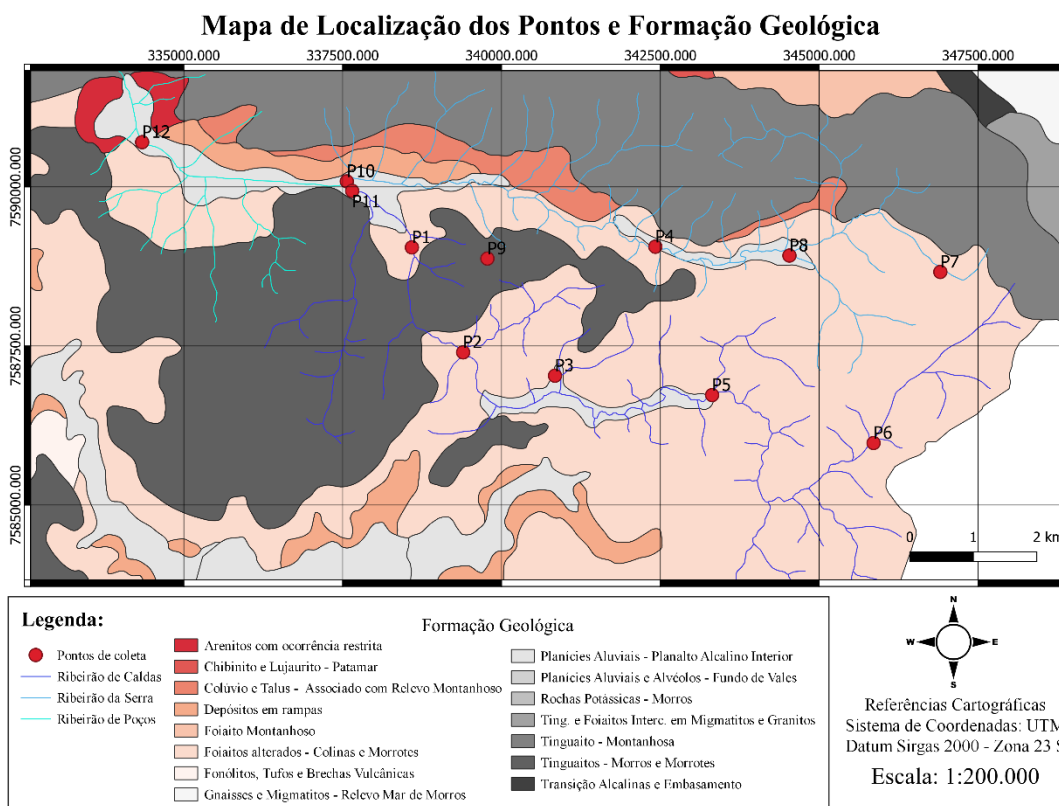 Mapa de Localização dos Pontos e Formação Geológica
335000.000 337500.000 340000.000 342500.000 345000.000 347500.000
7590000.000
7587500.000
7585000.000
P12
P10
P11
P1
P9
P4
P8
P7
P2
P3
P5
P6
0 1 2 km
Legenda:
Pontos de coleta
Ribeirão de Caldas
Ribeirão da Serra
Ribeirão de Poços
Formação Geológica
Arenitos com ocorrência restrita
Chibinito e Lujaurito - Patamar
Colúvio e Talus - Associado com Relevo Montanhoso
Depósitos em rampas
Foiaito Montanhoso
Foiaitos alterados - Colinas e Morrotes
Fonólitos, Tufos e Brechas Vulcânicas
Gnaisses e Migmatitos - Relevo Mar de Morros
Planícies Aluviais - Planalto Alcalino Interior
Planícies Aluviais e Alvéolos - Fundo de Vales
Rochas Potássicas - Morros
Ting. e Foiaitos Interc. em Migmatitos e Granitos
Tinguaito - Montanhosa
Tinguaitos - Morros e Morrotes
Transição Alcalinas e Embasamento
N
W E
S
Referências Cartográficas
Sistema de Coordenadas: UTM
Datum Sirgas 2000 - Zona 23 S
Escala: 1:200.000